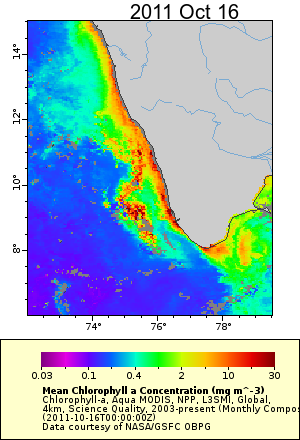 2011 Oct 16
14°
12°
10°
8°
74° 76° 78°
0.03 0.1 0.4 3 10 30
Mean Chlorophyll a Concentration (mg m^-3)
Chlorophyll-a, Aqua MODIS, NPP, L3SMI, Global,
4km, Science Quality, 2003-present (Monthly Compos
(2011-10-16T00:00:00Z)
Data courtesy of NASA/GSFC OBPG